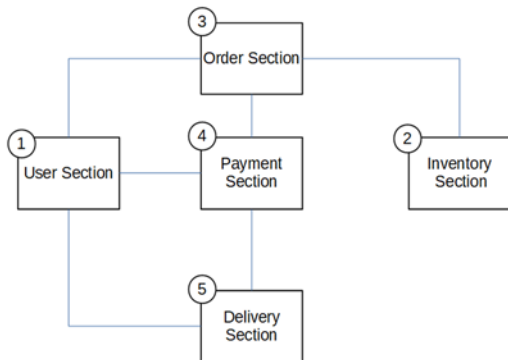 3
Order Section
1
User Section
4
Payment
Section
2
Inventory
Section
5
Delivery
Section